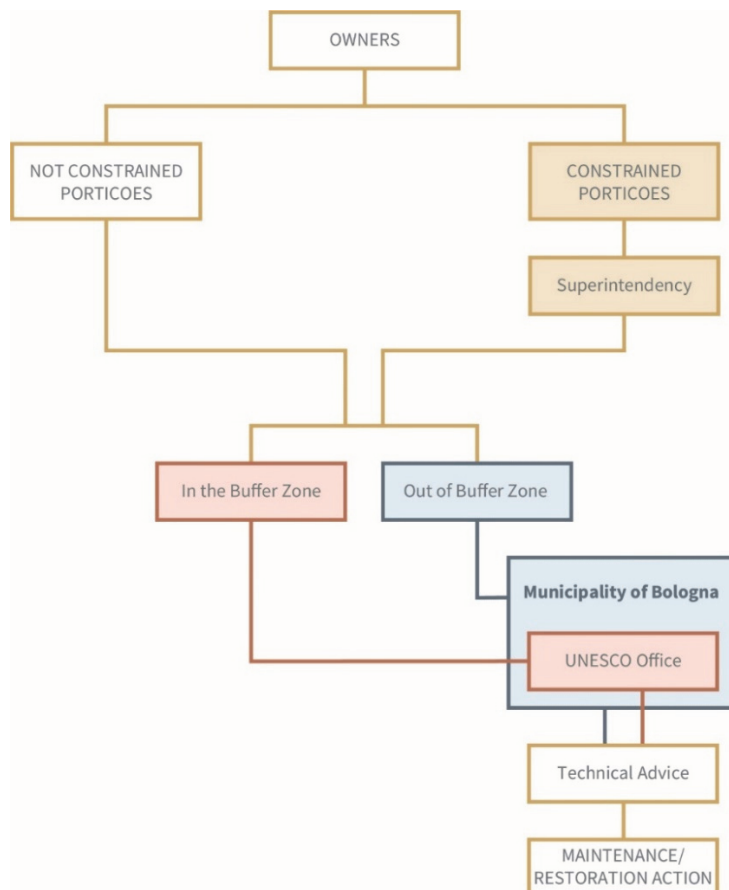 OWNERS
NOT CONSTRAINED
PORTICOES
CONSTRAINED
PORTICOES
Superintendency
In the Buffer Zone
Out of Buffer Zone
Municipality of Bologna
UNESCO Office
Technical Advice
MAINTENANCE/
RESTORATION ACTION